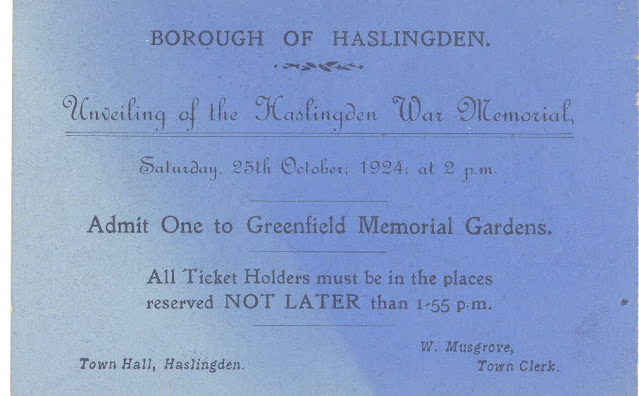 BOROUGH OF HASLINGDEN.
Unveiling of the Haslingden War Memorial,
Saturday, 25th October, 1924, at 2 p.m.
Admit One to Greenfield Memorial Gardens.
All Ticket Holders must be in the places
reserved NOT LATER than 1-55 p.m.
Town Hall, Haslingden.
W. Musgrove,
Town Clerk.